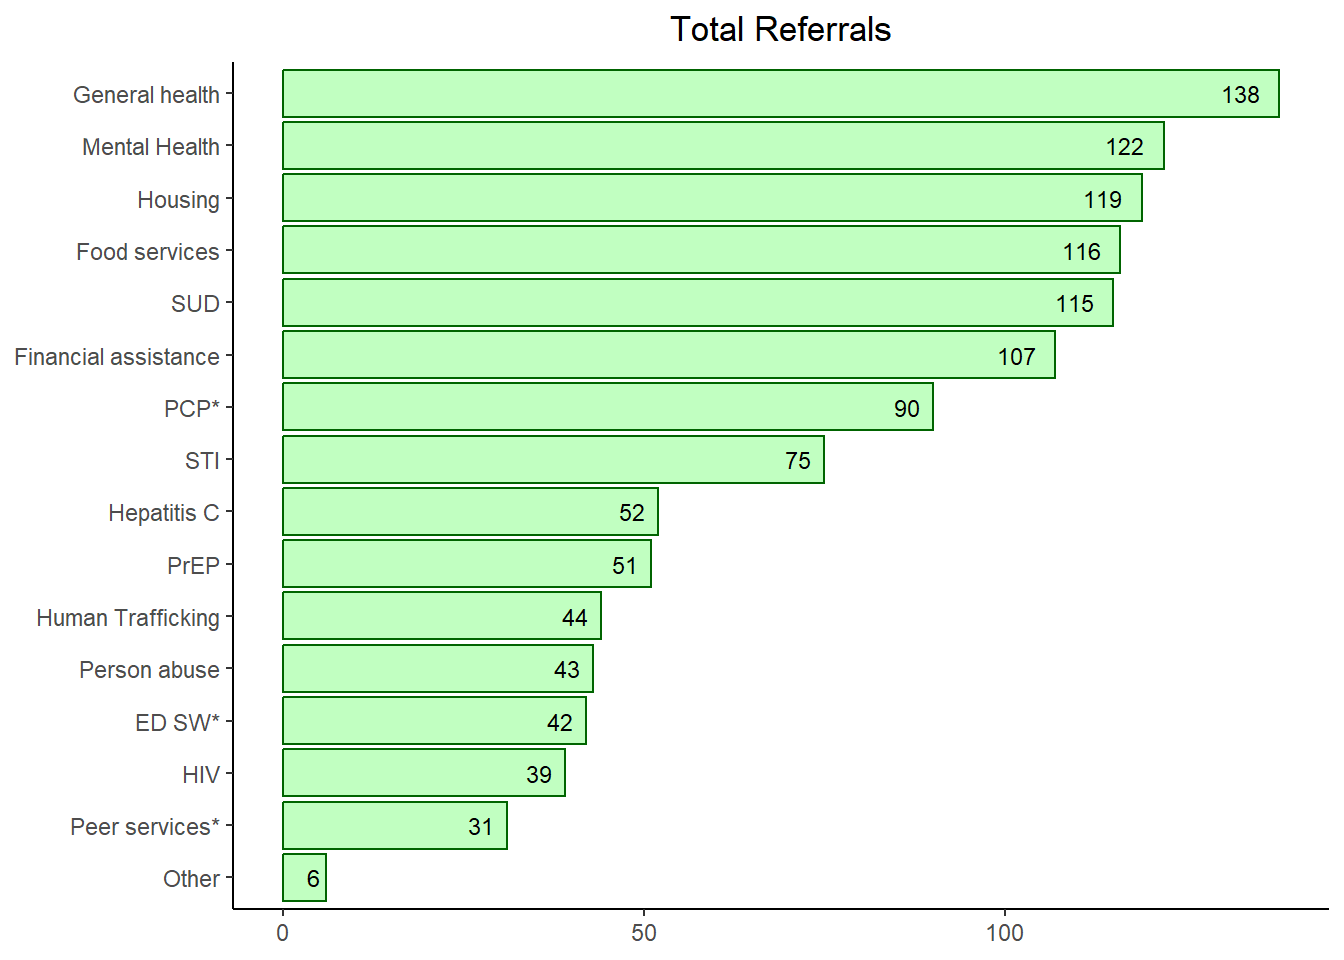 Total Referrals
General health 138
Mental Health 122
Housing 119
Food services 116
SUD 115
Financial assistance 107
PCP* 90
STI 75
Hepatitis C 52
PrEP 51
Human Trafficking 44
Person abuse 43
ED SW* 42
HIV 39
Peer services* 31
Other 6
0 50 100